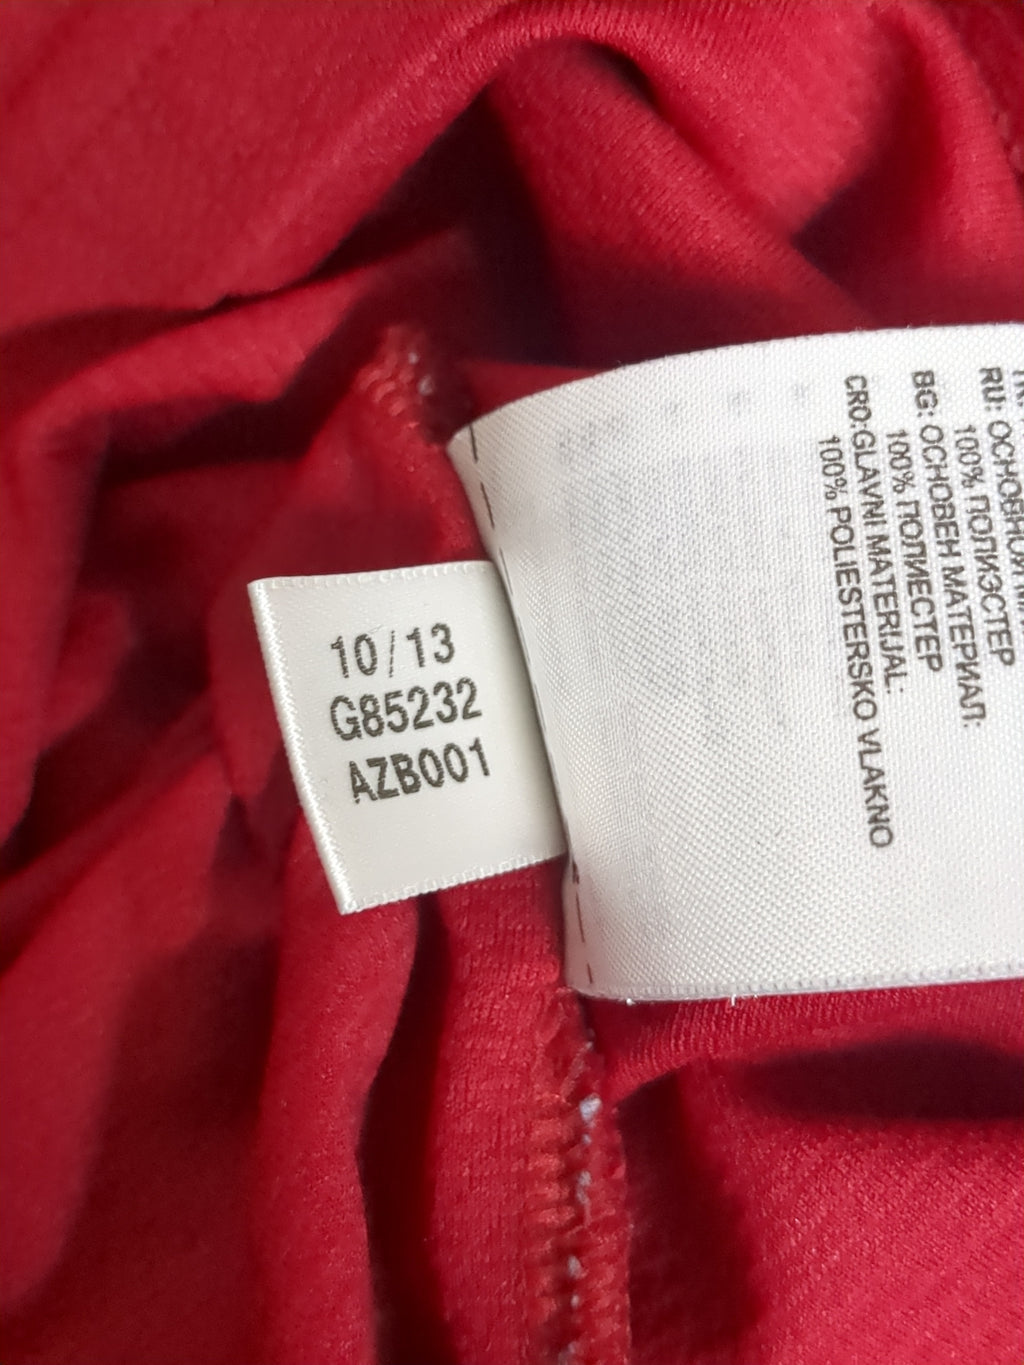 10/13
G85232
AZB001
RU: ОСНОВНОЙ
100% ПОЛИЭСТЕР
BG: ОСНОВЕН МАТЕРИАЛ:
100% ПОЛИЕСТЕР
CRO:GLAVNI MATERIJAL:
100% POLIESTERSKO VLAKNO